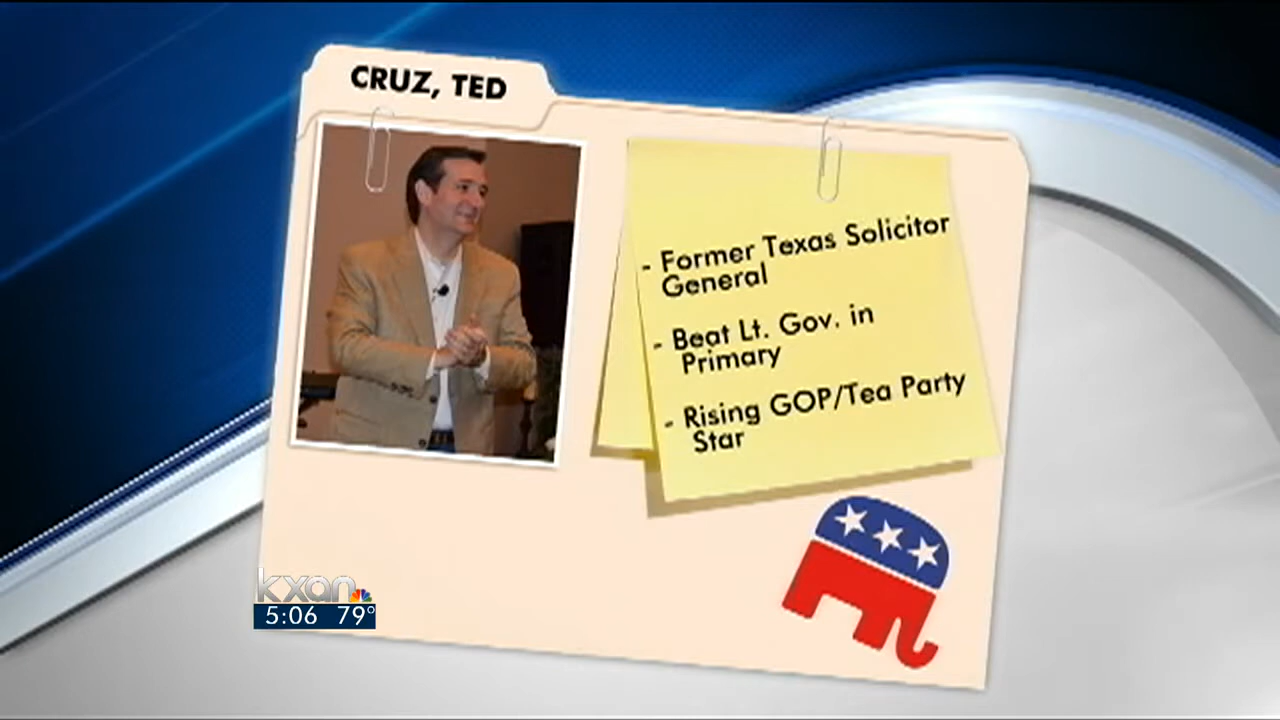 CRUZ, TED
- Former Texas Solicitor
General
- Beat Lt. Gov. in
Primary
- Rising GOP/Tea Party
Star
kxan
5:06 79°